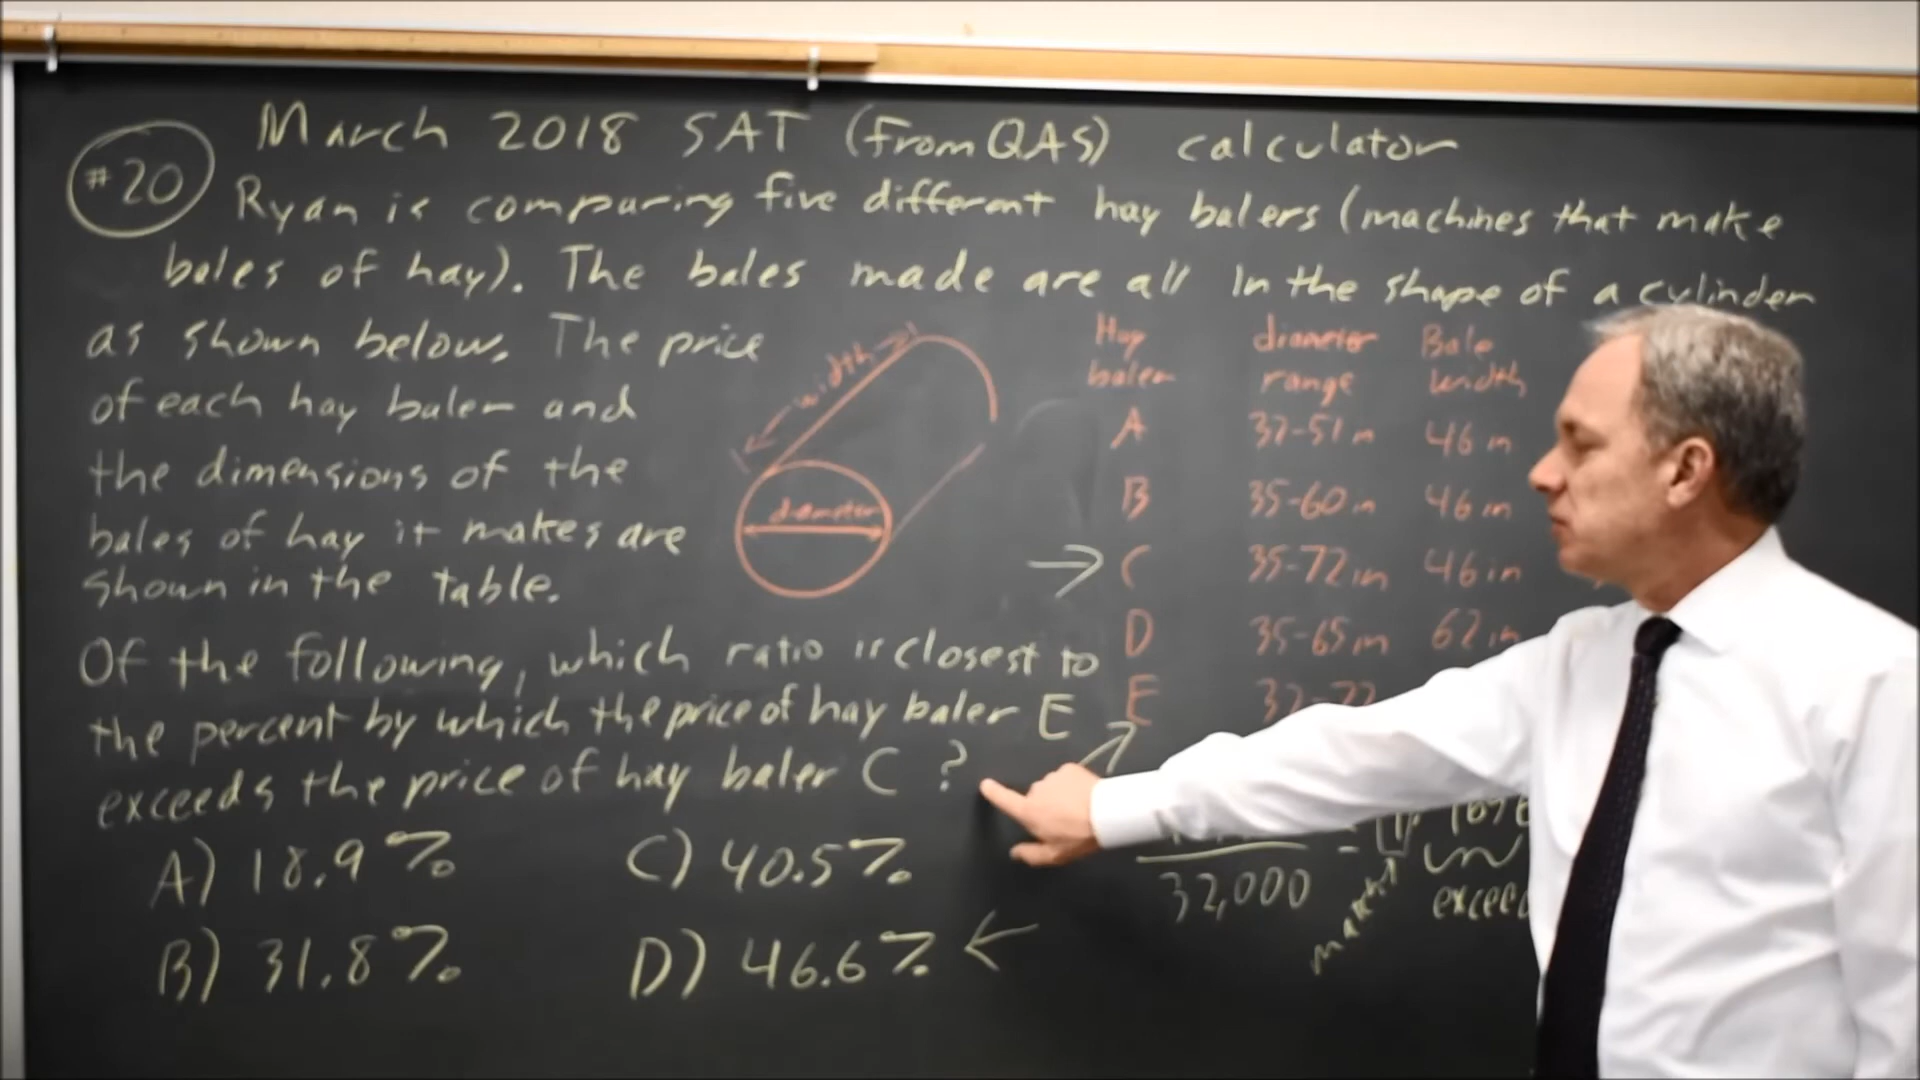 March 2018 SAT (from QAS) calculator
#20
Ryan is comparing five different hay balers (machines that make
bales of hay). The bales made are all in the shape of a cylinder
as shown below. The price
of each hay baler and
the dimensions of the
bales of hay it makes are
shown in the table.
Of the following, which ratio is closest to
the percent by which the price of hay baler E
exceeds the price of hay baler C ?
A) 18.9%
B) 31.8%
C) 40.5%
D) 46.6% ←
width
diameter
Hay baler diameter range Bale width
A 32-51 in 46 in
B 35-60 in 46 in
→ C 35-72 in 46 in
D 35-65 in 62 in
E 32-72
32,000